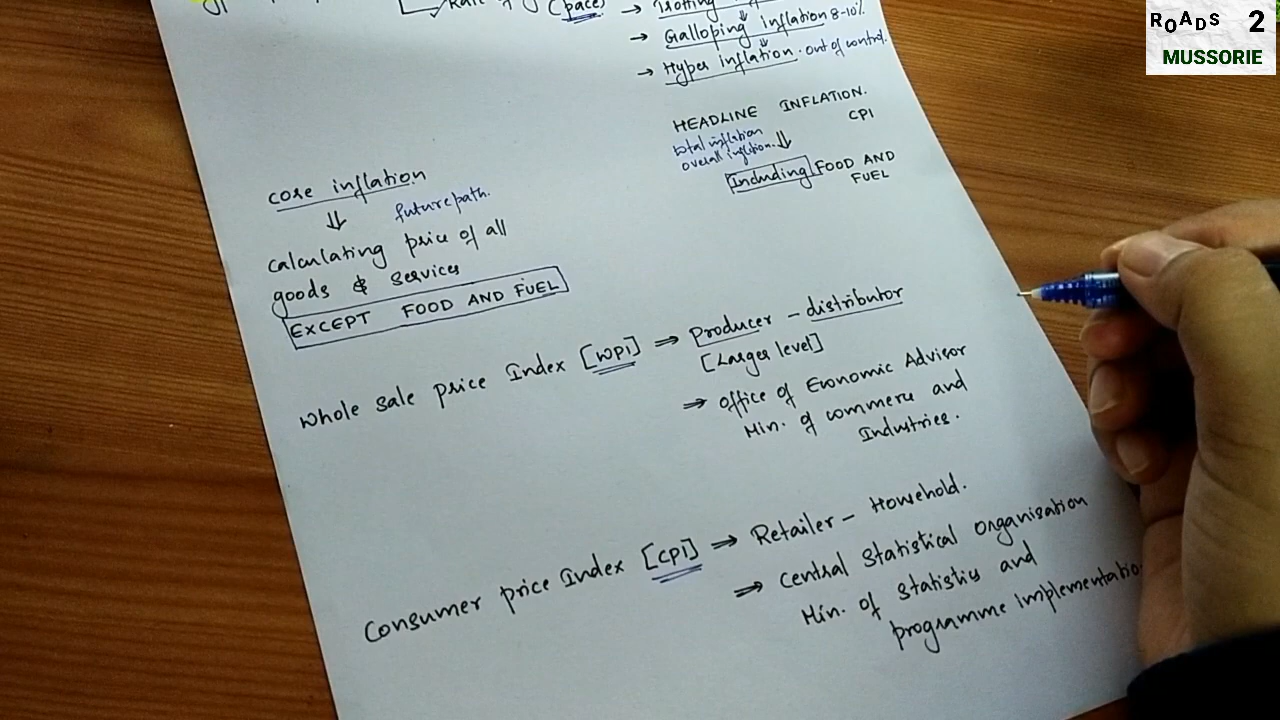 Rate
(pace)
→ Trotting
→ Galloping inflation 8-10%
→ Hyper inflation. out of control.
HEADLINE INFLATION.
CPI
total inflation
overall inflation.
Including FOOD AND
FUEL
core inflation
future path.
calculating price of all
goods & services
EXCEPT FOOD AND FUEL
whole sale price Index [WPI] ⇒ producer - distributor
[Larger level]
⇒ office of Economic Advisor
Min. of commerce and
Industries.
Consumer price Index [CPI] ⇒ Retailer - Household.
⇒ Central Statistical Organisation
Min. of statistics and
programme implementation
ROADS 2
MUSSORIE